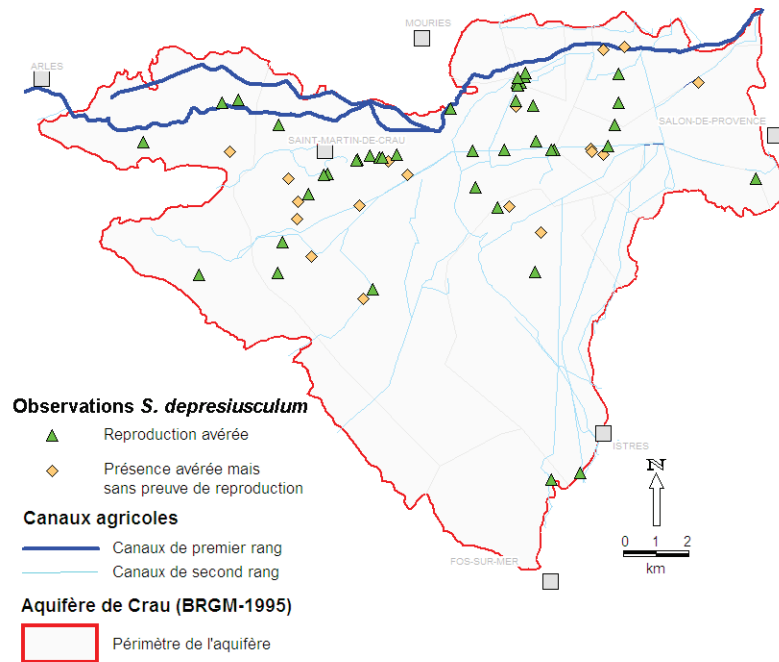 MOURIES
ARLES
SALON-DE-PROVENCE
SAINT-MARTIN-DE-CRAU
Observations S. depresiusculum
Reproduction avérée
Présence avérée mais
sans preuve de reproduction
Canaux agricoles
Canaux de premier rang
Canaux de second rang
Aquifère de Crau (BRGM-1995)
Périmètre de l'aquifère
ISTRES
FOS-SUR-MER
N
0 1 2
km